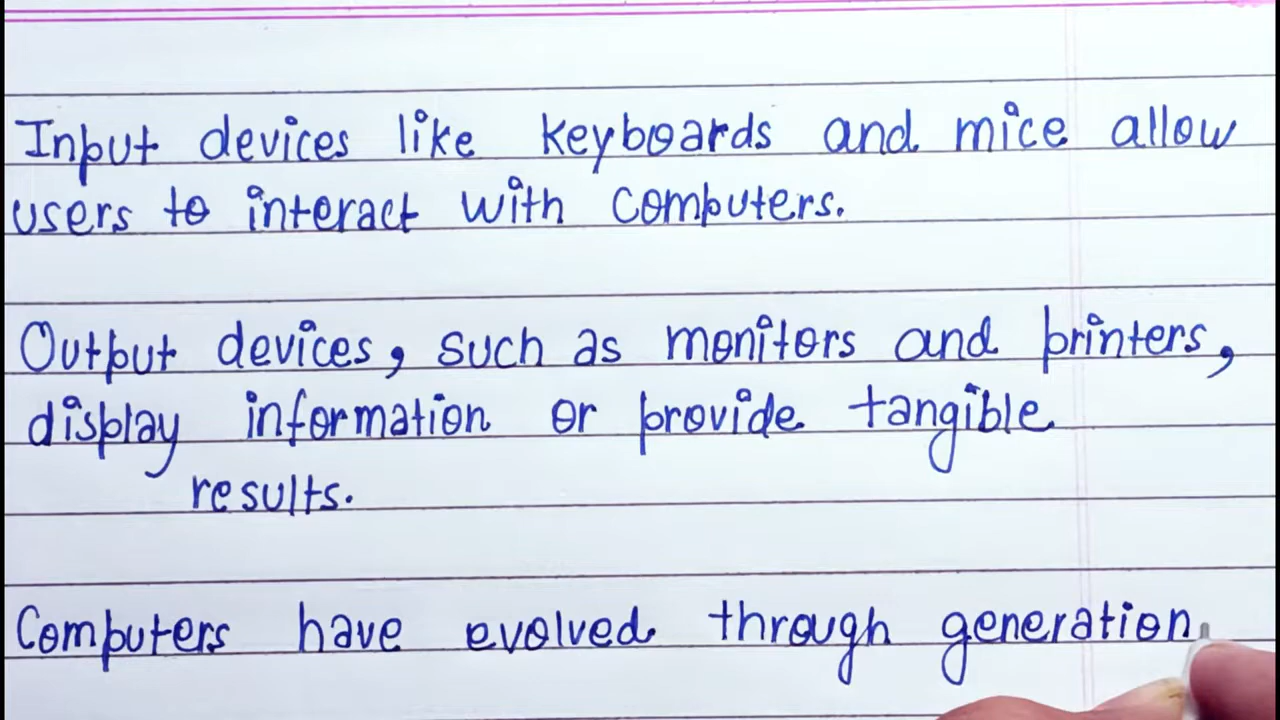 Input devices like keyboards and mice allow
users to interact with computers.
Output devices, such as monitors and printers,
display information or provide tangible
results.
Computers have evolved through generation